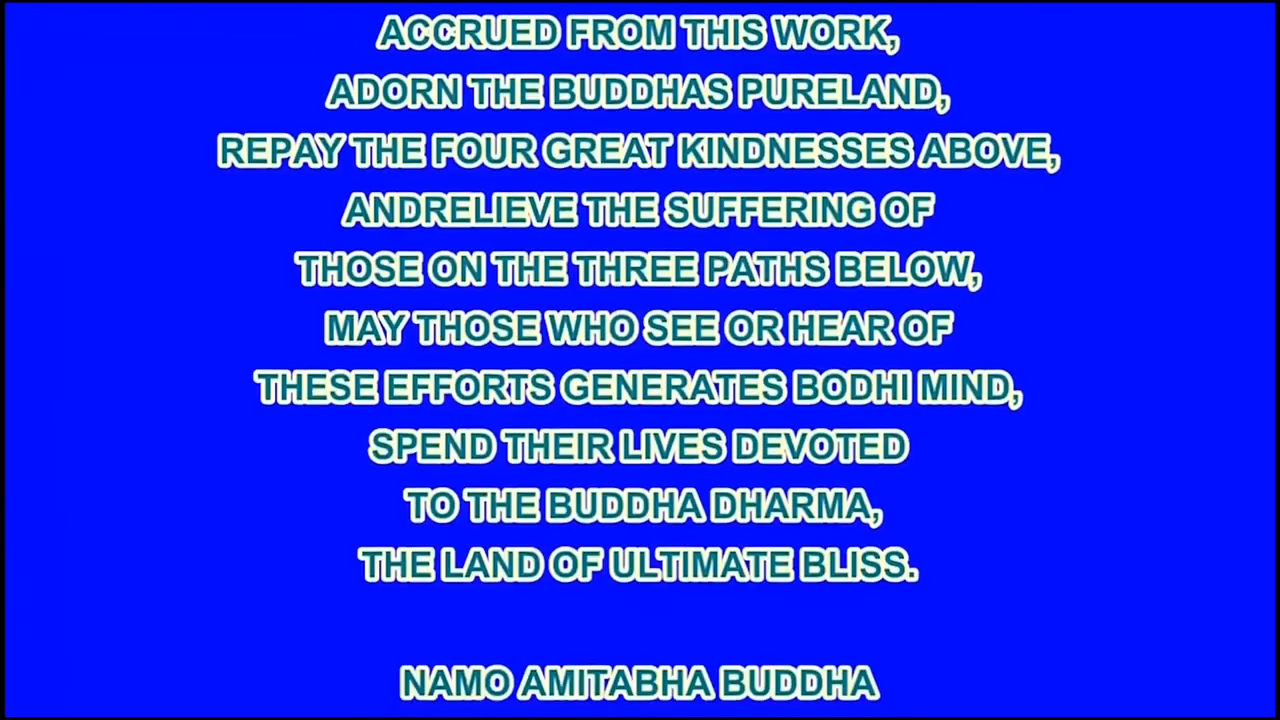 ACCRUED FROM THIS WORK,
ADORN THE BUDDHAS PURELAND,
REPAY THE FOUR GREAT KINDNESSES ABOVE,
ANDRELIEVE THE SUFFERING OF
THOSE ON THE THREE PATHS BELOW,
MAY THOSE WHO SEE OR HEAR OF
THESE EFFORTS GENERATES BODHI MIND,
SPEND THEIR LIVES DEVOTED
TO THE BUDDHA DHARMA,
THE LAND OF ULTIMATE BLISS.
NAMO AMITABHA BUDDHA